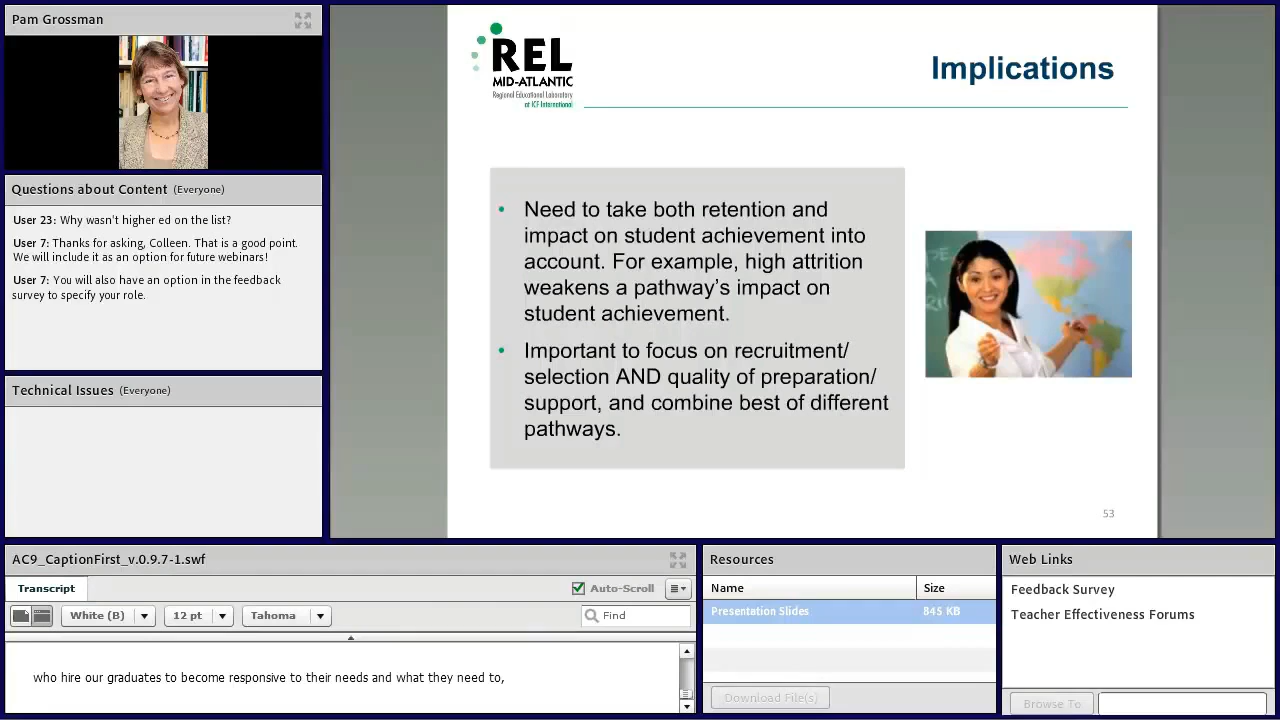 Pam Grossman
Questions about Content (Everyone)
User 23: Why wasn't higher ed on the list?
User 7: Thanks for asking, Colleen. That is a good point.
We will include it as an option for future webinars!
User 7: You will also have an option in the feedback
survey to specify your role.
Technical Issues (Everyone)
REL
MID-ATLANTIC
Regional Educational Laboratory
at ICF International
Implications
• Need to take both retention and
impact on student achievement into
account. For example, high attrition
weakens a pathway's impact on
student achievement.
• Important to focus on recruitment/
selection AND quality of preparation/
support, and combine best of different
pathways.
53
AC9_CaptionFirst_v.0.9.7-1.swf
Transcript
Auto-Scroll
White (B)
12 pt
Tahoma
Find
who hire our graduates to become responsive to their needs and what they need to,
Resources
Name Size
Presentation Slides 845 KB
Download File(s)
Web Links
Feedback Survey
Teacher Effectiveness Forums
Browse To